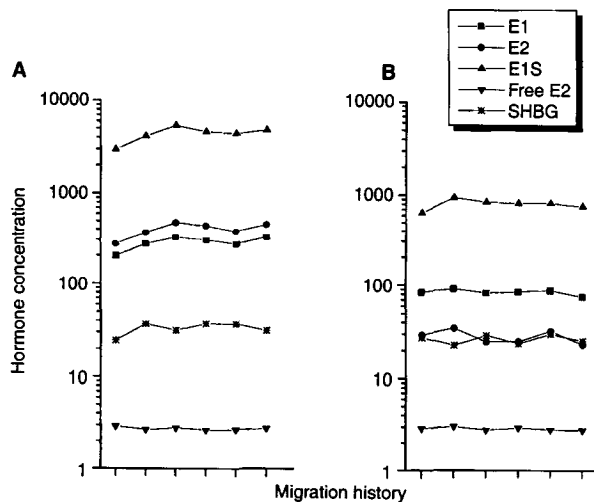 E1
E2
E1S
Free E2
SHBG
A
B
10000
1000
100
10
1
10000
1000
100
10
1
Hormone concentration
Migration history